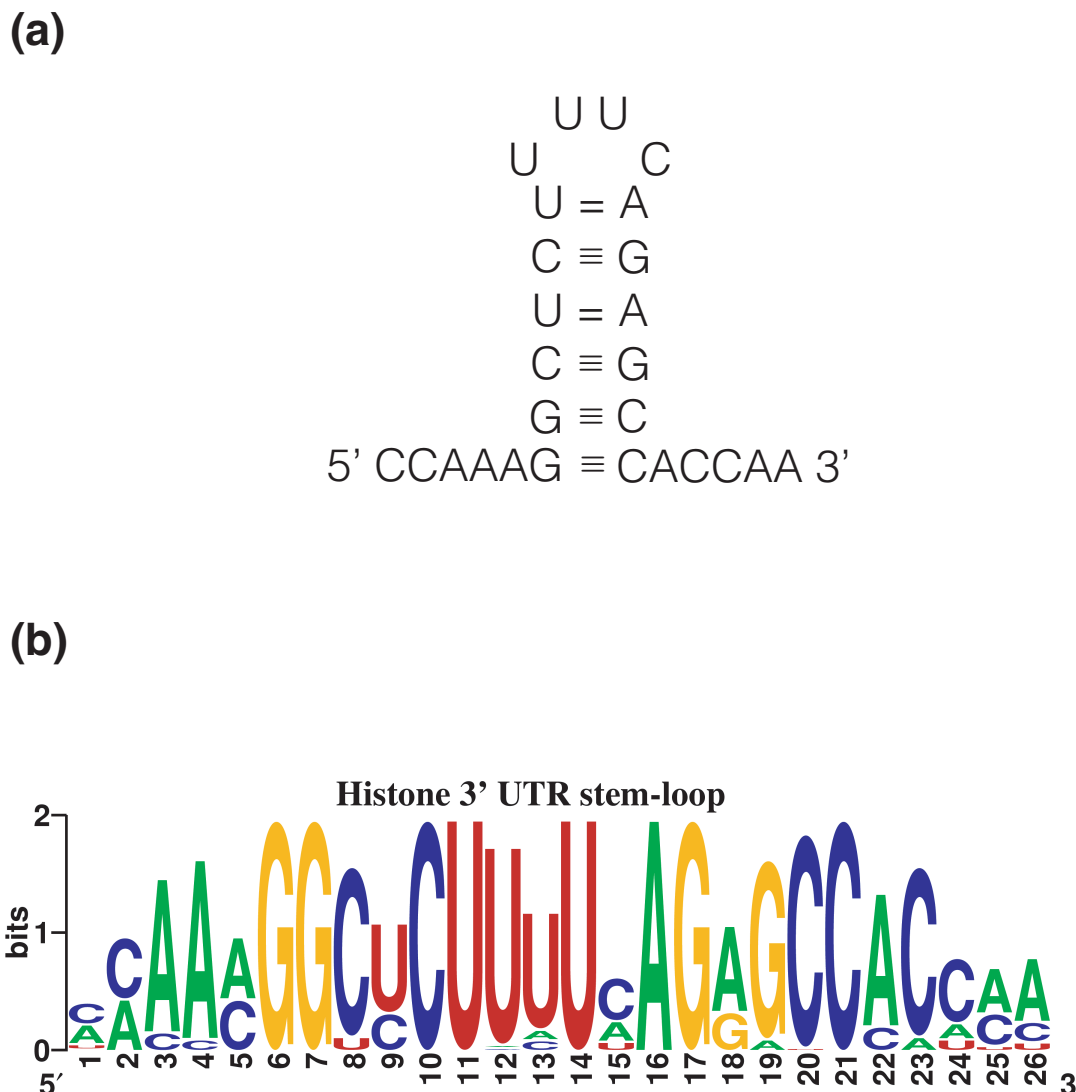 (a)
U U
U C
U = A
C ≡ G
U = A
C ≡ G
G ≡ C
5’ CCAAAG ≡ CACCAA 3’
(b)
Histone 3’ UTR stem-loop
2
1
0
bits
C A U
C A
A C
A C
A C
G
G
C U
U C
C
U
U
U A C
U
C A U
A
G
A G
G A
C
C
A C
C A
C A U
A C U
A C U
1 2 3 4 5 6 7 8 9 10 11 12 13 14 15 16 17 18 19 20 21 22 23 24 25 26
5′ 3